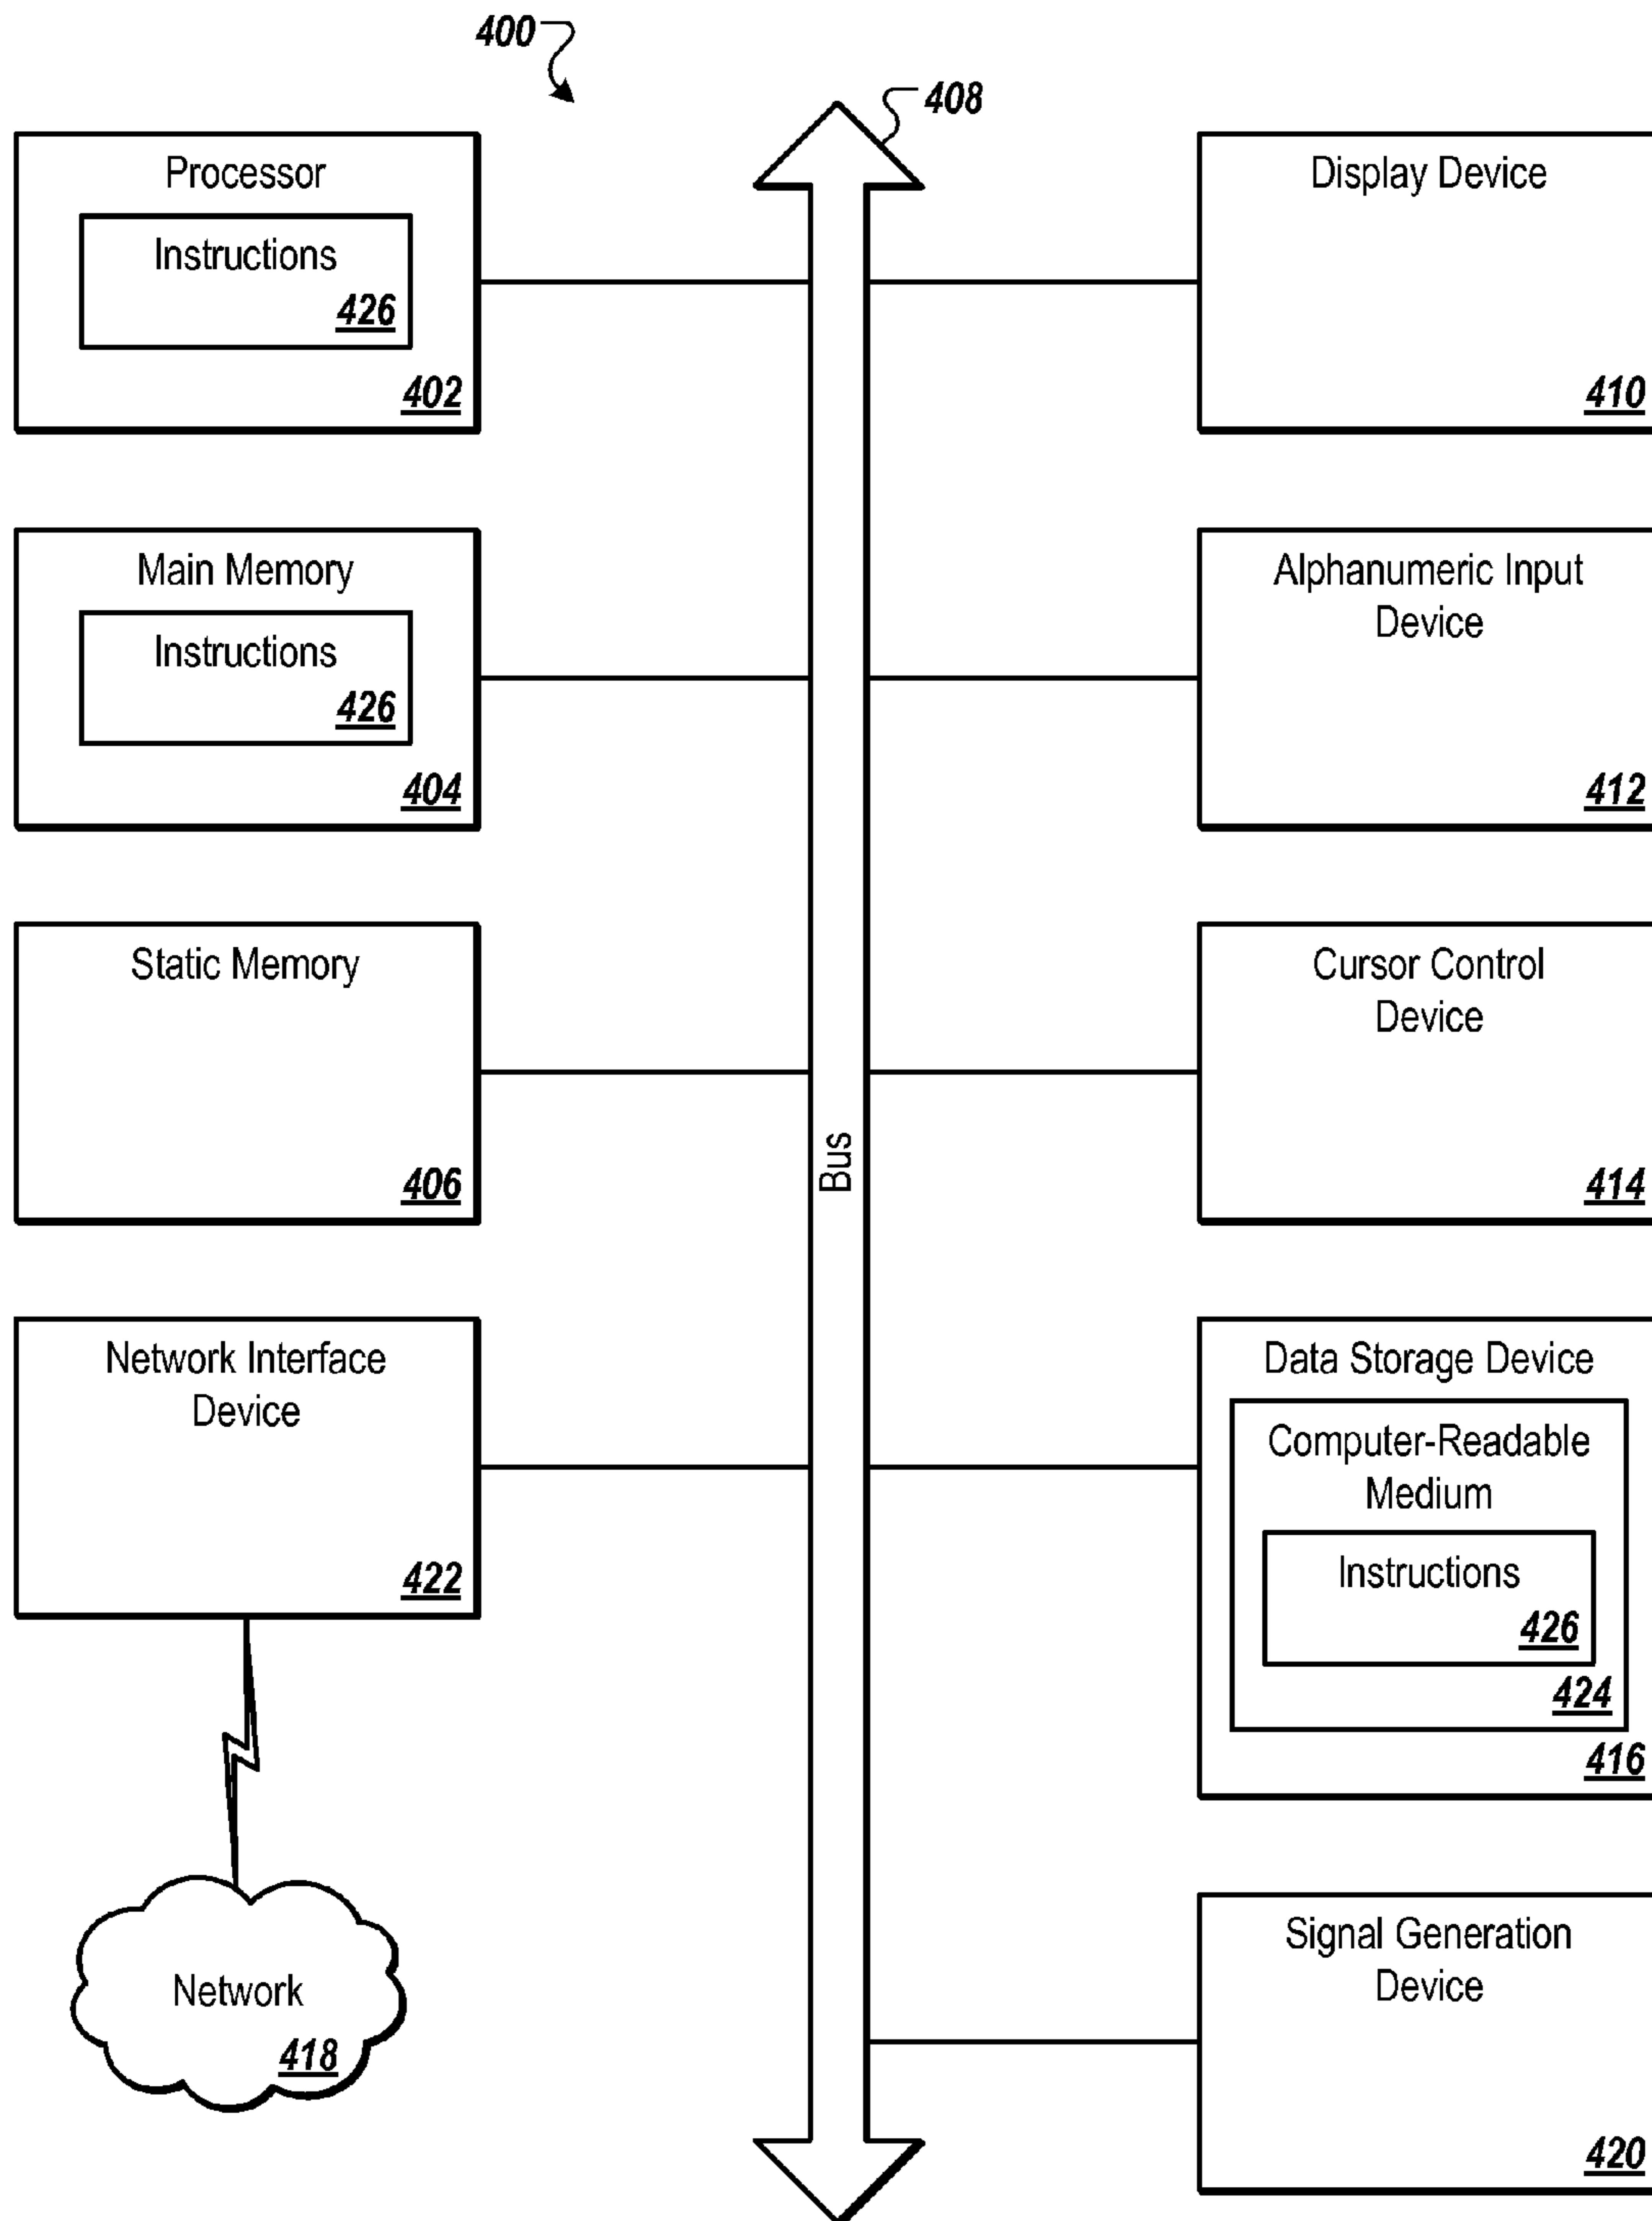 400
408
Processor
Instructions
426
402
Main Memory
Instructions
426
404
Static Memory
406
Network Interface
Device
422
Network
418
Bus
Display Device
410
Alphanumeric Input
Device
412
Cursor Control
Device
414
Data Storage Device
Computer-Readable
Medium
Instructions
426
424
416
Signal Generation
Device
420